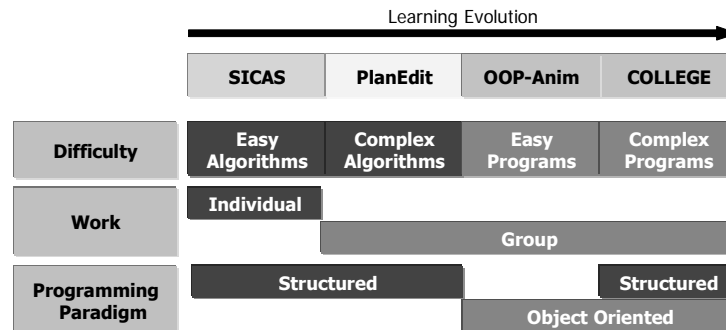 Learning Evolution
SICAS PlanEdit OOP-Anim COLLEGE
Difficulty
Easy Algorithms
Complex Algorithms
Easy Programs
Complex Programs
Work
Individual
Group
Programming Paradigm
Structured
Structured
Object Oriented